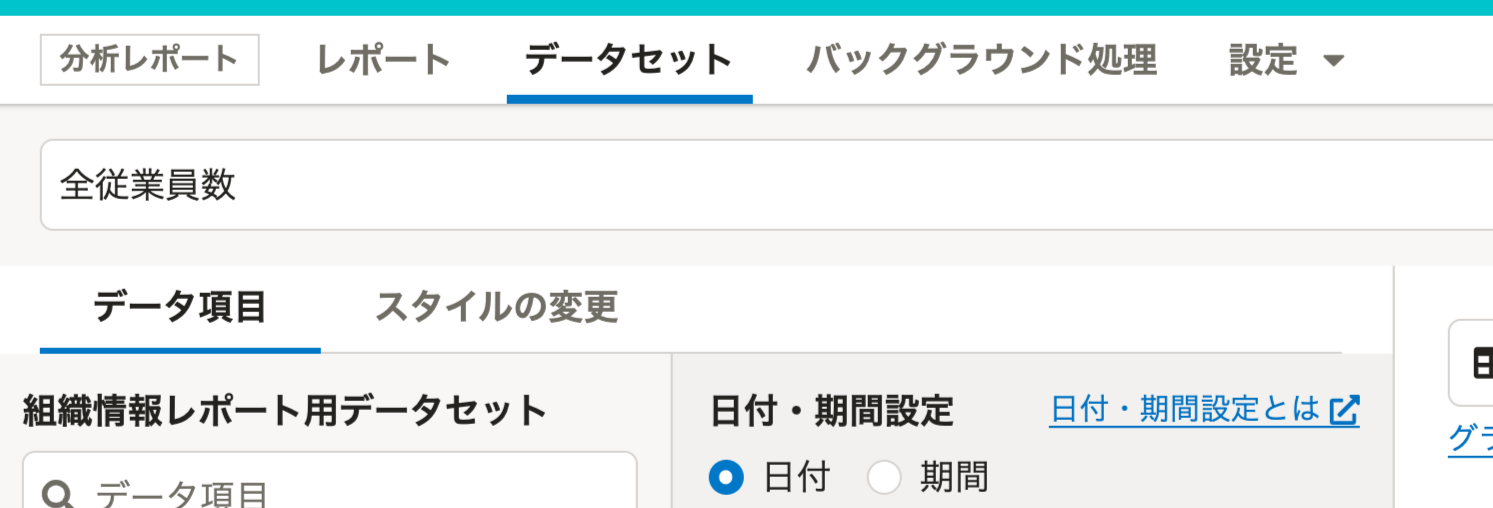 分析レポート レポート データセット バックグラウンド処理 設定
全従業員数
データ項目 スタイルの変更
組織情報レポート用データセット 日付・期間設定 日付・期間設定とは
日付 期間
データ項目